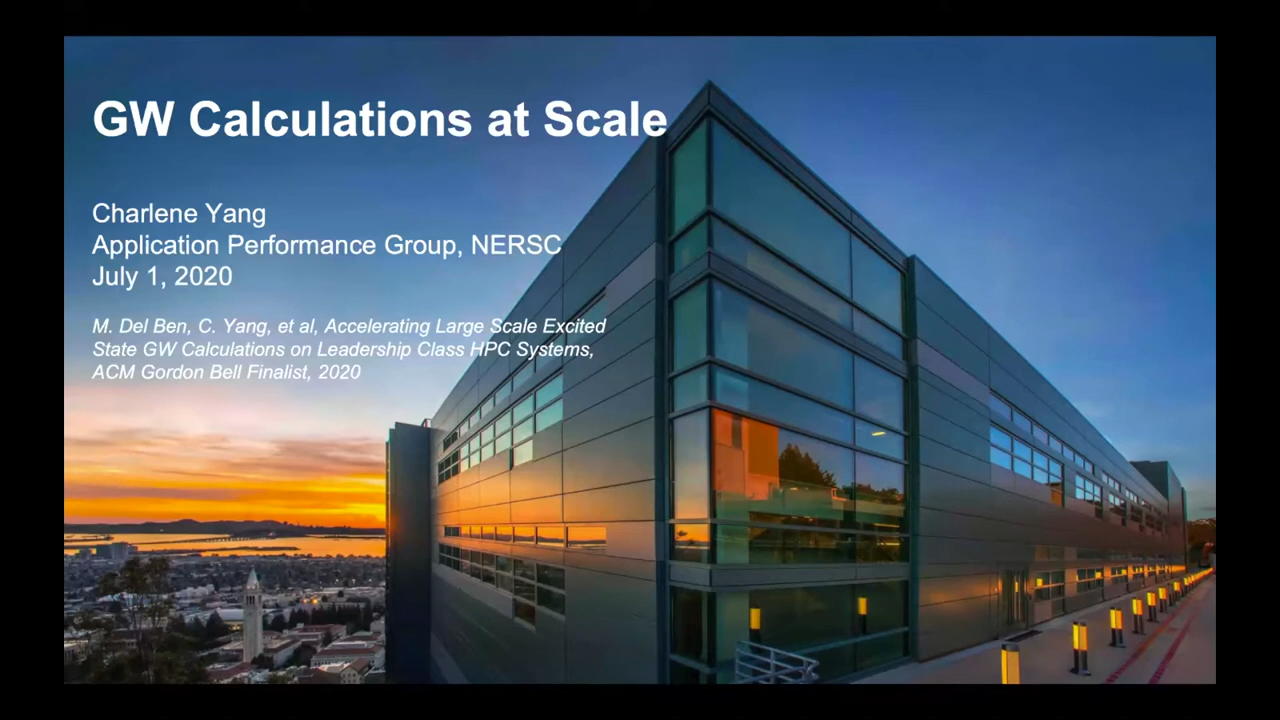 GW Calculations at Scale
Charlene Yang
Application Performance Group, NERSC
July 1, 2020
M. Del Ben, C. Yang, et al, Accelerating Large Scale Excited
State GW Calculations on Leadership Class HPC Systems,
ACM Gordon Bell Finalist, 2020